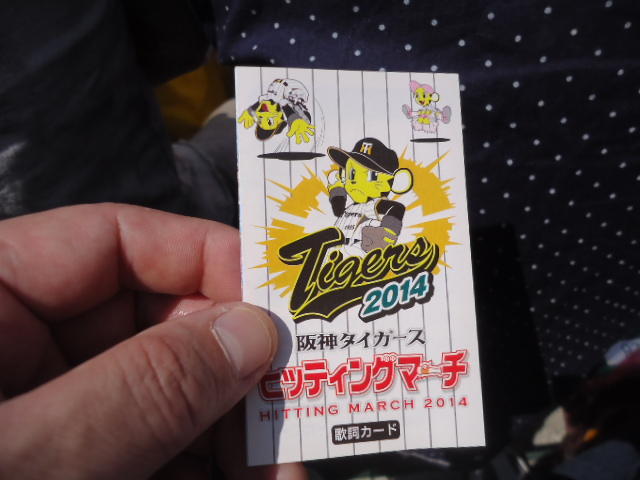 Tigers
2014
阪神タイガース
ヒッティングマーチ
HITTING MARCH 2014
歌詞カード